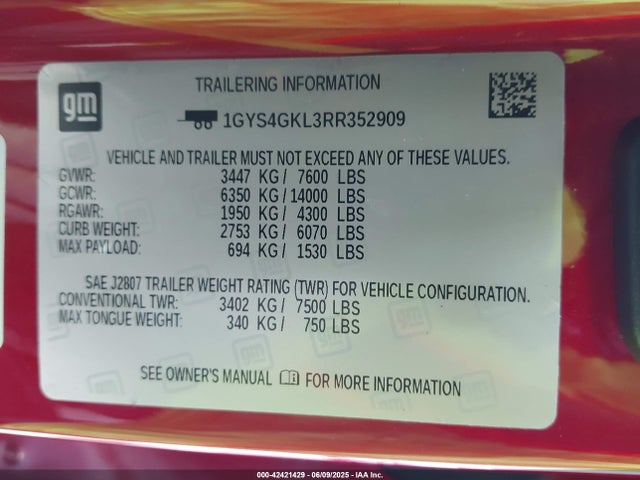 gm
TRAILERING INFORMATION
1GYS4GKL3RR352909
VEHICLE AND TRAILER MUST NOT EXCEED ANY OF THESE VALUES.
GVWR: 3447 KG/ 7600 LBS
GCWR: 6350 KG/14000 LBS
RGAWR: 1950 KG/ 4300 LBS
CURB WEIGHT: 2753 KG/ 6070 LBS
MAX PAYLOAD: 694 KG/ 1530 LBS
SAE J2807 TRAILER WEIGHT RATING (TWR) FOR VEHICLE CONFIGURATION.
CONVENTIONAL TWR: 3402 KG/ 7500 LBS
MAX TONGUE WEIGHT: 340 KG/ 750 LBS
SEE OWNER'S MANUAL FOR MORE INFORMATION
000-42421429 - 06/09/2025 - IAA Inc.